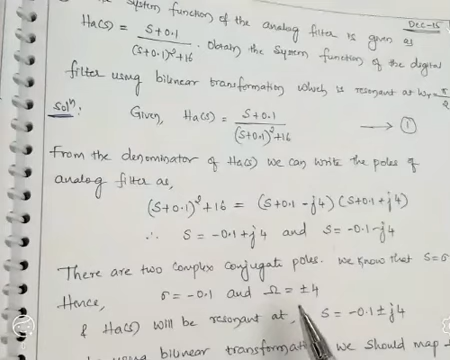 Dec-15
The System function of the analog filter is given as
Ha(s) = s+0.1 / (s+0.1)²+16 . Obtain the System function of the digital
filter using bilinear transformation which is resonant at ωr = π/2
Solⁿ: Given, Ha(s) = s+0.1 / (s+0.1)²+16 → ①
From the denominator of Ha(s) we can write the poles of
analog filter as,
(s+0.1)²+16 = (s+0.1-j4)(s+0.1+j4)
∴ s = -0.1+j4 and s = -0.1-j4
There are two complex conjugate poles. We know that s=σ
Hence, σ = -0.1 and Ω = ±4
& Ha(s) will be resonant at, s = -0.1±j4
using bilinear transformation we should map